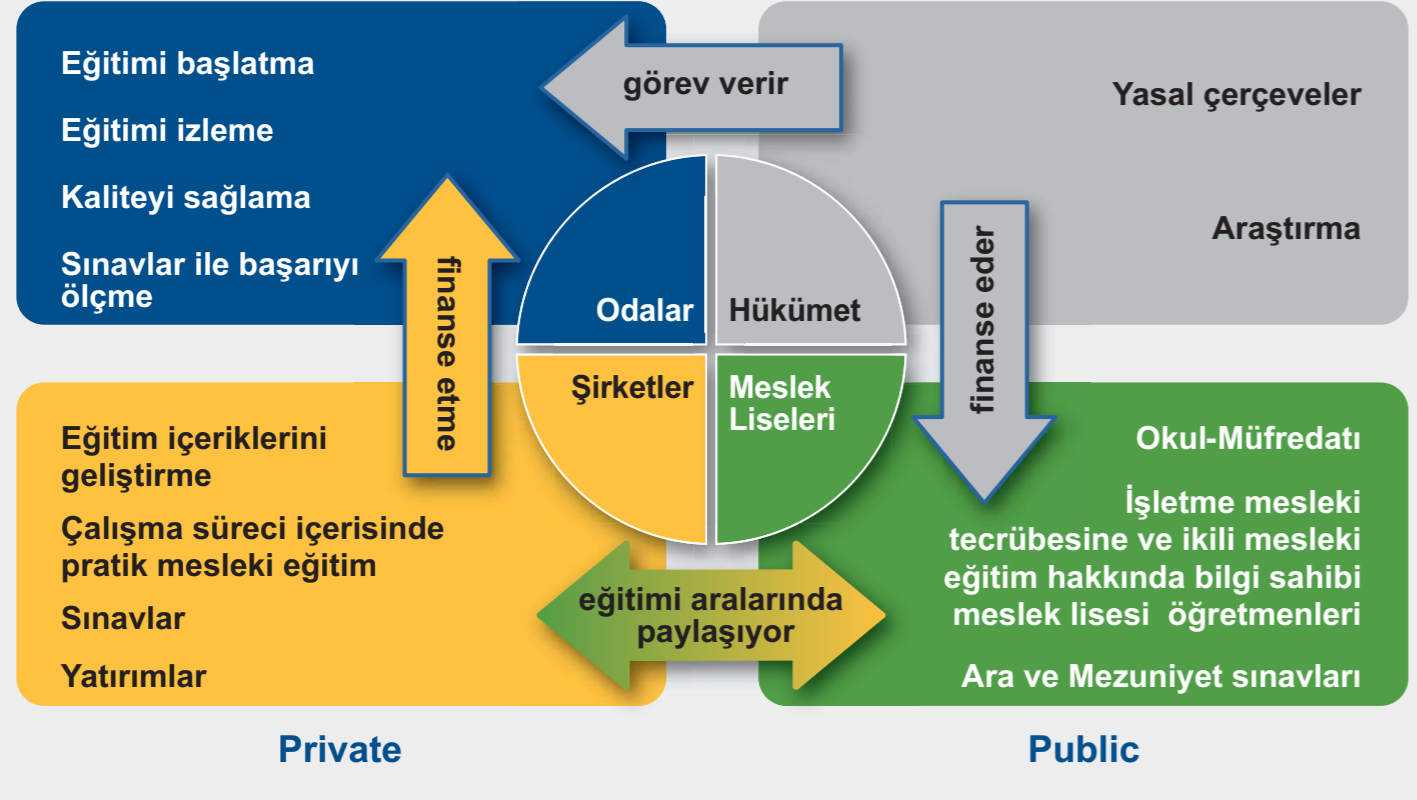 Eğitimi başlatma
Eğitimi izleme
Kaliteyi sağlama
Sınavlar ile başarıyı
ölçme
görev verir
Yasal çerçeveler
Araştırma
finanse etme
finanse eder
Odalar
Hükümet
Şirketler
Meslek
Liseleri
Eğitim içeriklerini
geliştirme
Çalışma süreci içerisinde
pratik mesleki eğitim
Sınavlar
Yatırımlar
eğitimi aralarında
paylaşıyor
Okul-Müfredatı
İşletme mesleki
tecrübesine ve ikili mesleki
eğitim hakkında bilgi sahibi
meslek lisesi öğretmenleri
Ara ve Mezuniyet sınavları
Private
Public